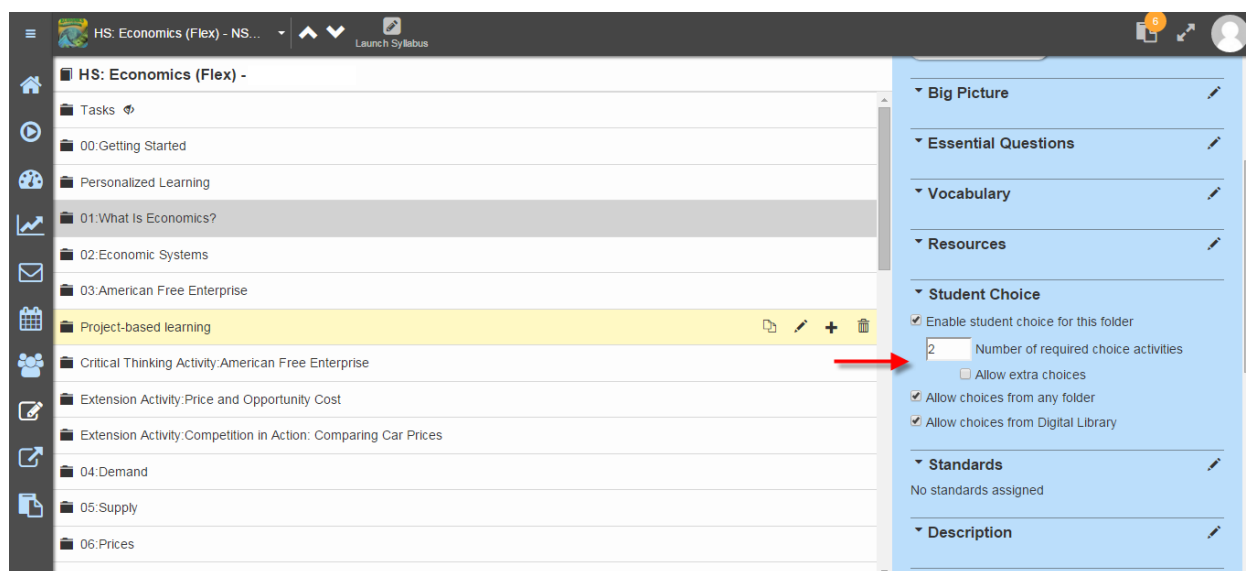 HS: Economics (Flex) - NS...
Launch Syllabus
6
HS: Economics (Flex) -
Tasks
00:Getting Started
Personalized Learning
01:What Is Economics?
02:Economic Systems
03:American Free Enterprise
Project-based learning
Critical Thinking Activity:American Free Enterprise
Extension Activity:Price and Opportunity Cost
Extension Activity:Competition in Action: Comparing Car Prices
04:Demand
05:Supply
06:Prices
Big Picture
Essential Questions
Vocabulary
Resources
Student Choice
Enable student choice for this folder
2 Number of required choice activities
Allow extra choices
Allow choices from any folder
Allow choices from Digital Library
Standards
No standards assigned
Description